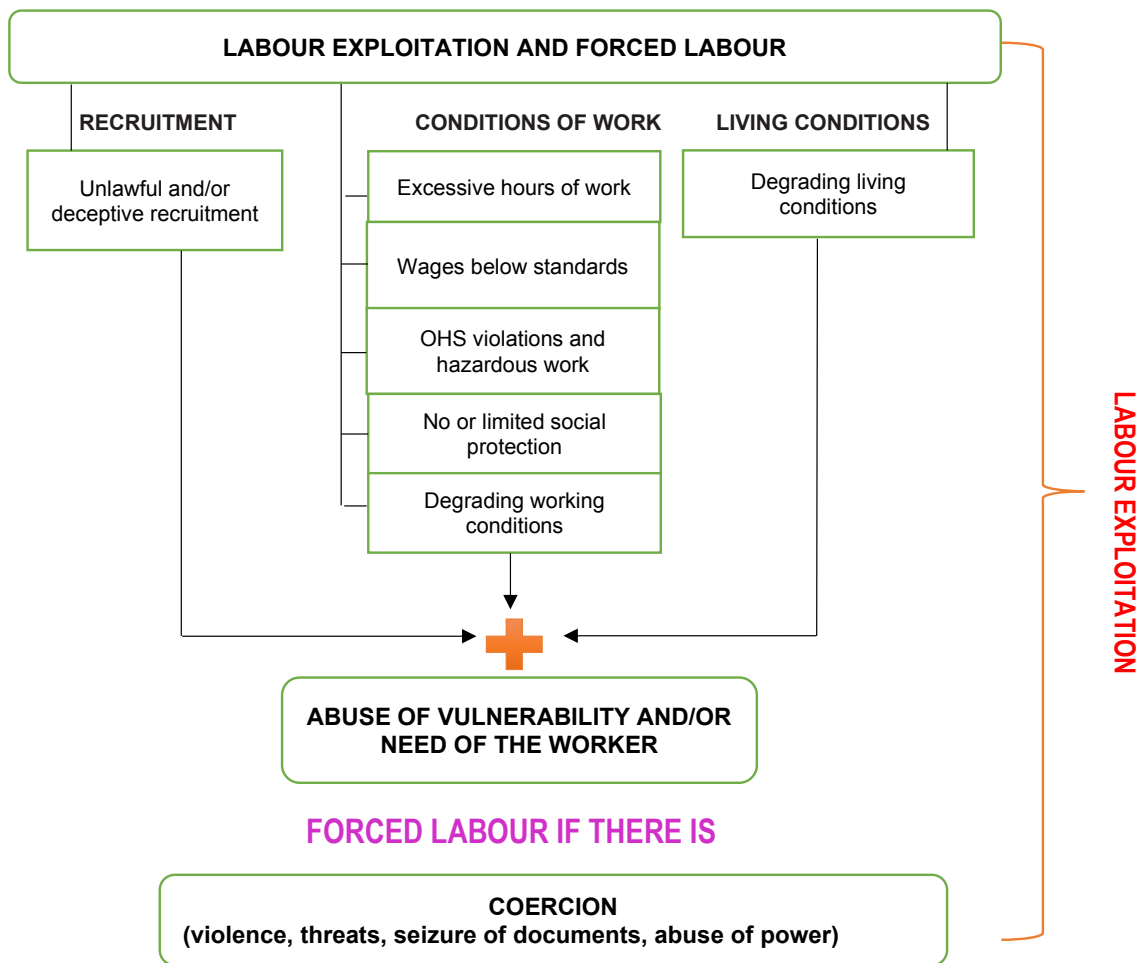 LABOUR EXPLOITATION AND FORCED LABOUR
RECRUITMENT
CONDITIONS OF WORK
LIVING CONDITIONS
Unlawful and/or
deceptive recruitment
Excessive hours of work
Wages below standards
OHS violations and
hazardous work
No or limited social
protection
Degrading working
conditions
Degrading living
conditions
ABUSE OF VULNERABILITY AND/OR
NEED OF THE WORKER
FORCED LABOUR IF THERE IS
COERCION
(violence, threats, seizure of documents, abuse of power)
LABOUR EXPLOITATION